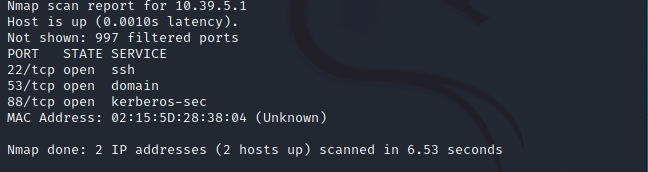 Nmap scan report for 10.39.5.1
Host is up (0.0010s latency).
Not shown: 997 filtered ports
PORT   STATE SERVICE
22/tcp open  ssh
53/tcp open  domain
88/tcp open  kerberos-sec
MAC Address: 02:15:5D:28:38:04 (Unknown)

Nmap done: 2 IP addresses (2 hosts up) scanned in 6.53 seconds